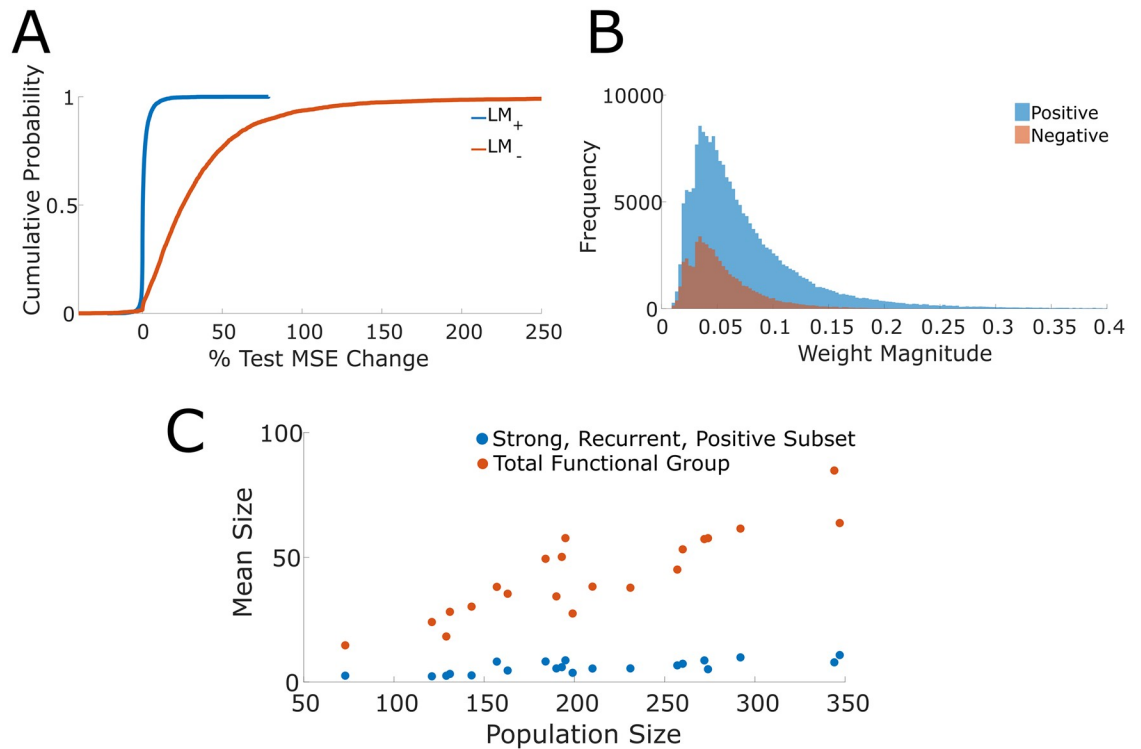 A
B
Cumulative Probability
1
0.5
0
0 50 100 150 200 250
% Test MSE Change
LM+
LM-
Frequency
10000
5000
0
0 0.05 0.1 0.15 0.2 0.25 0.3 0.35 0.4
Weight Magnitude
Positive
Negative
C
Mean Size
100
50
0
50 100 150 200 250 300 350
Population Size
Strong, Recurrent, Positive Subset
Total Functional Group